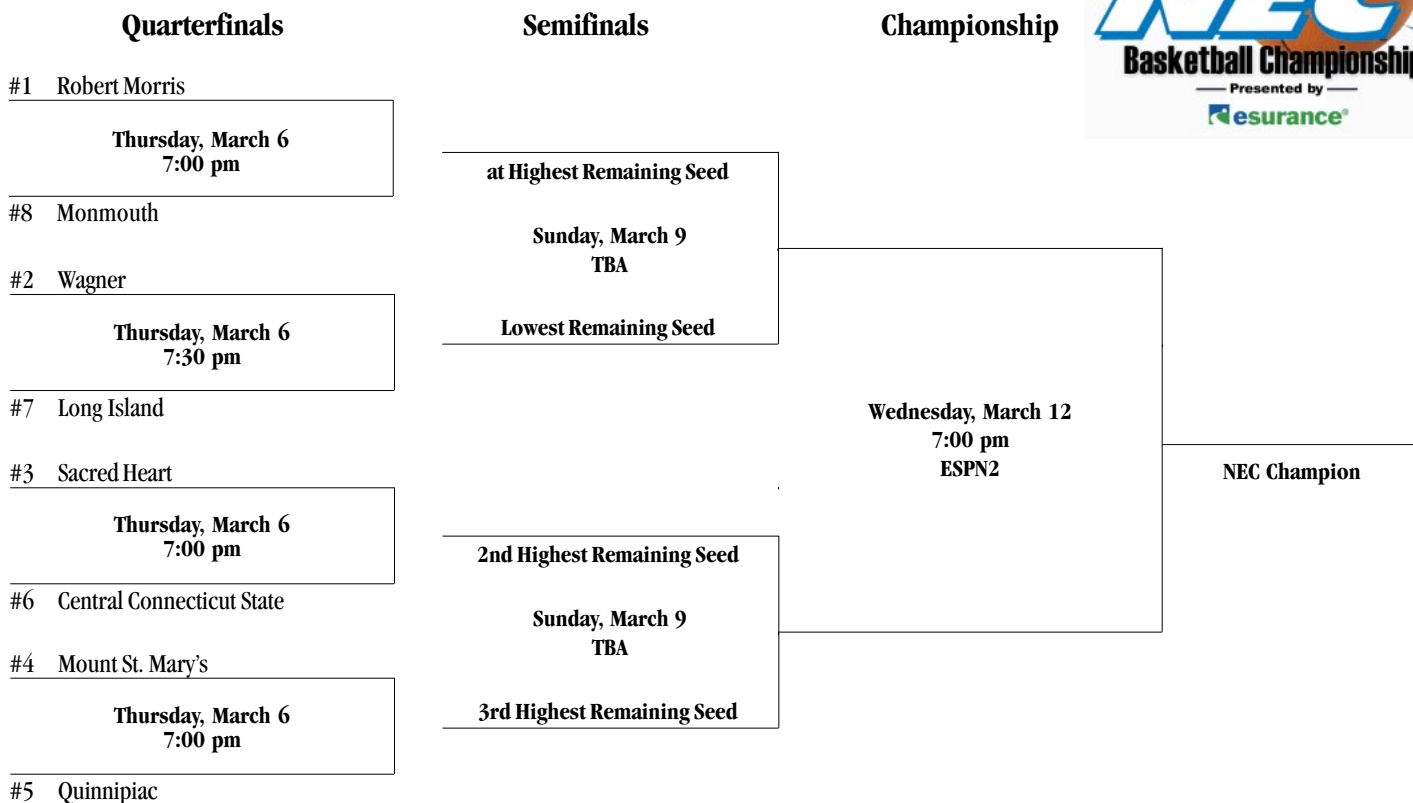 Quarterfinals
Semifinals
Championship
NEC
Basketball Championship
Presented by
esurance®
#1 Robert Morris
Thursday, March 6
7:00 pm
#8 Monmouth
#2 Wagner
Thursday, March 6
7:30 pm
#7 Long Island
#3 Sacred Heart
Thursday, March 6
7:00 pm
#6 Central Connecticut State
#4 Mount St. Mary’s
Thursday, March 6
7:00 pm
#5 Quinnipiac
at Highest Remaining Seed
Sunday, March 9
TBA
Lowest Remaining Seed
2nd Highest Remaining Seed
Sunday, March 9
TBA
3rd Highest Remaining Seed
Wednesday, March 12
7:00 pm
ESPN2
NEC Champion